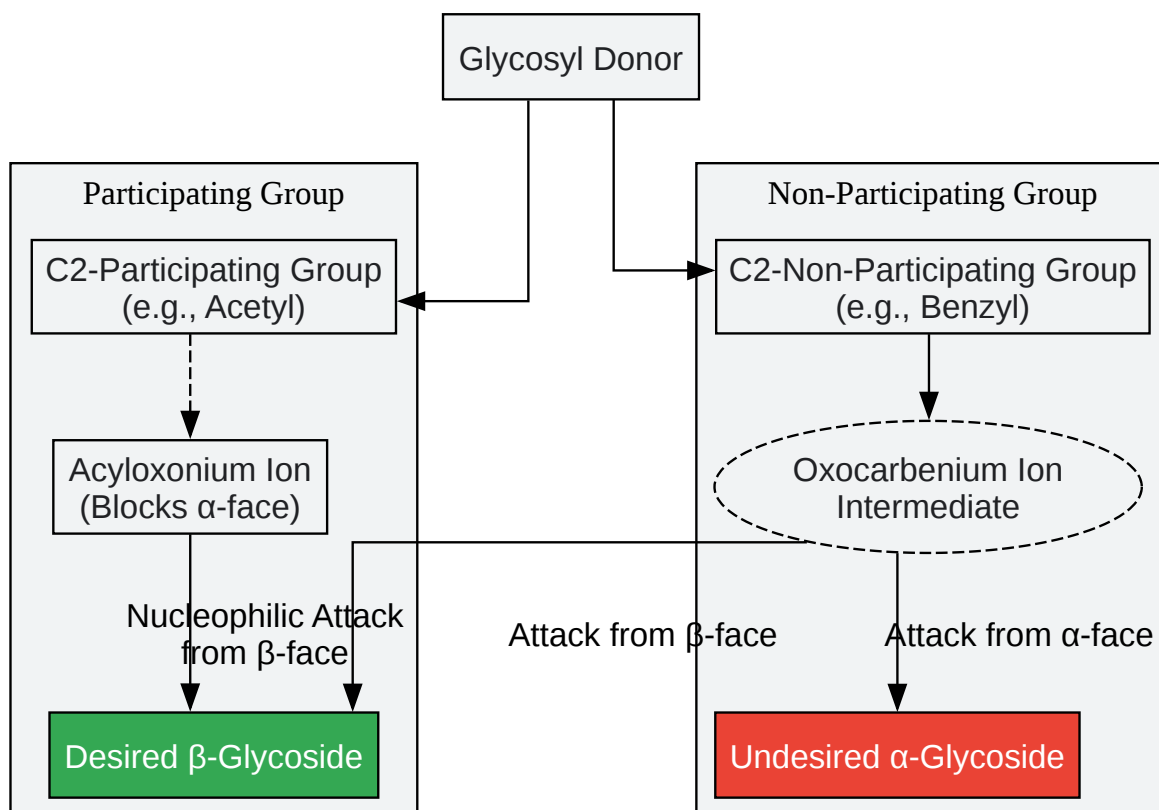 Glycosyl Donor
Participating Group
Non-Participating Group
C2-Participating Group
(e.g., Acetyl)
C2-Non-Participating Group
(e.g., Benzyl)
Acyloxonium Ion
(Blocks α-face)
Oxocarbenium Ion
Intermediate
Nucleophilic Attack
from β-face
Attack from β-face
Attack from α-face
Desired β-Glycoside
Undesired α-Glycoside